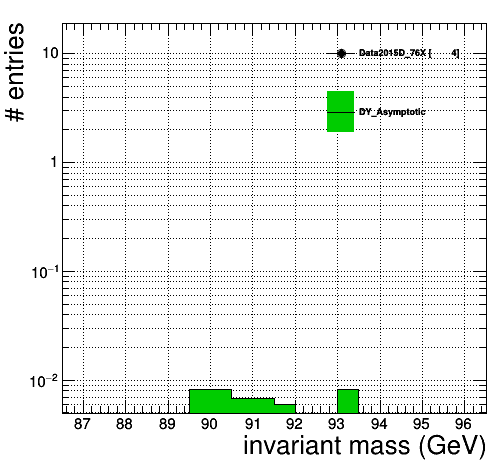 # entries
10
Data2015D_76X [ 4]
DY_Asymptotic
1
10⁻¹
10⁻²
87 88 89 90 91 92 93 94 95 96
invariant mass (GeV)